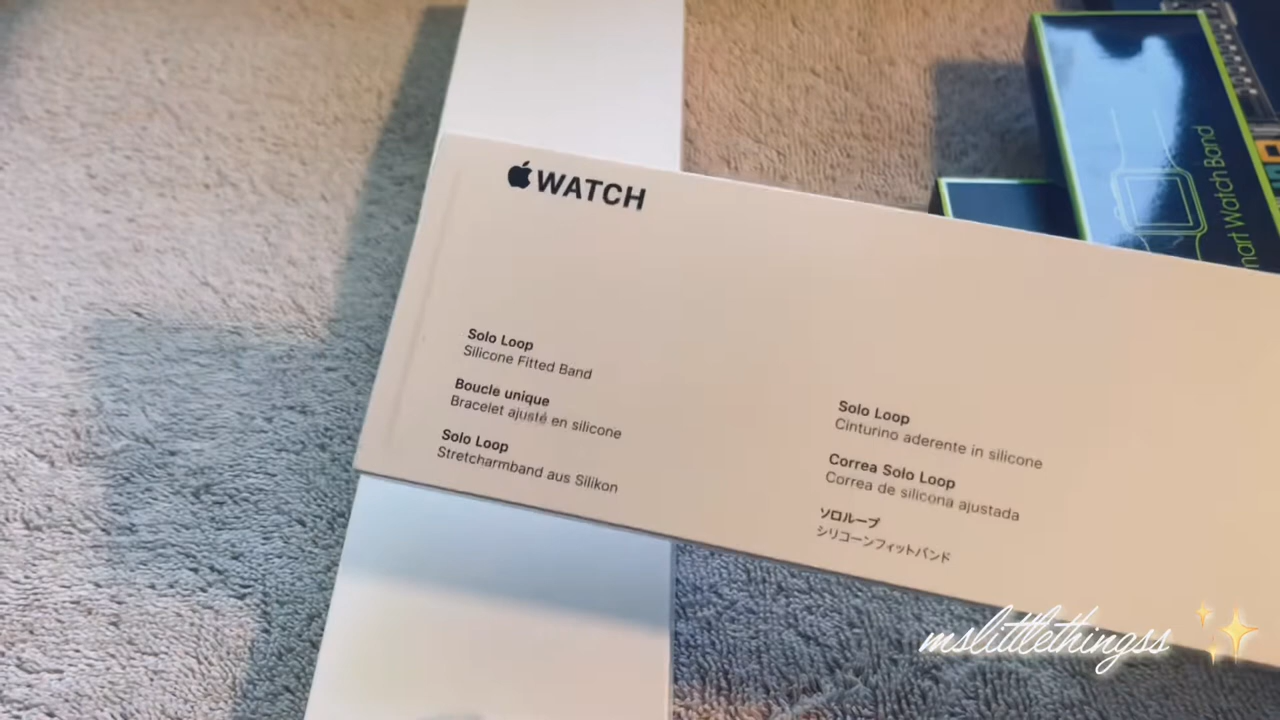 WATCH
Solo Loop
Silicone Fitted Band
Boucle unique
Bracelet ajusté en silicone
Solo Loop
Stretcharmband aus Silikon
Solo Loop
Cinturino aderente in silicone
Correa Solo Loop
Correa de silicona ajustada
ソロループ
シリコーンフィットバンド
Smart Watch Band
mslittlethingss